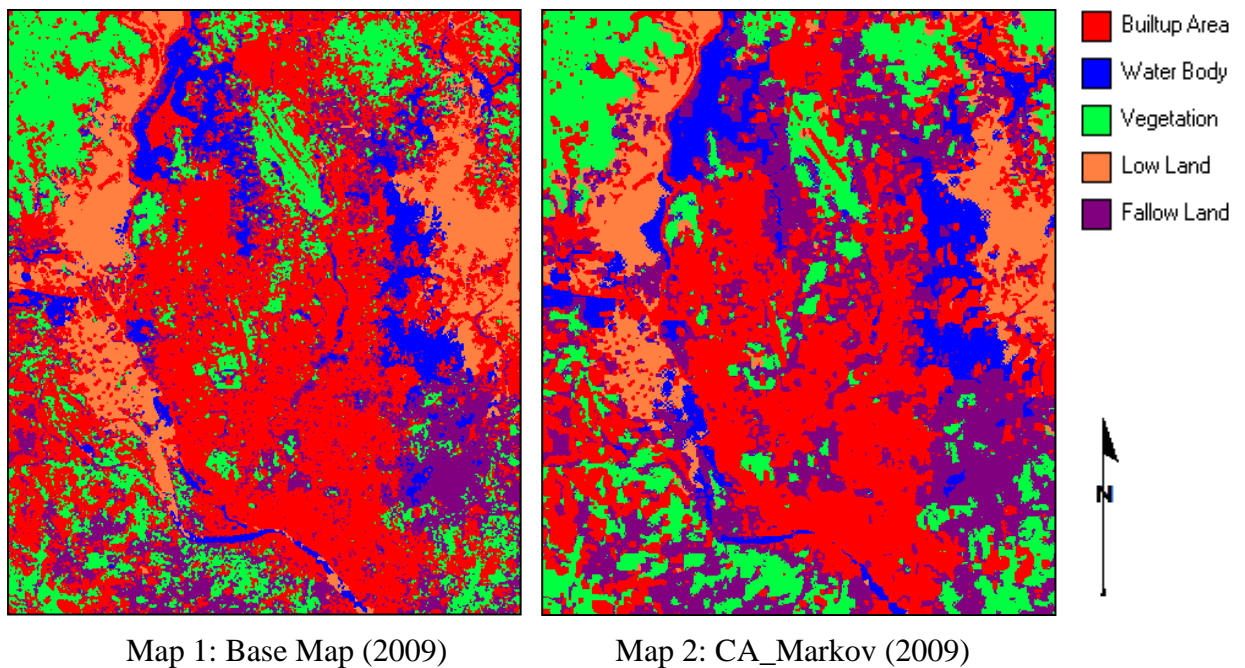 Builtup Area
Water Body
Vegetation
Low Land
Fallow Land
N
Map 1: Base Map (2009)
Map 2: CA_Markov (2009)